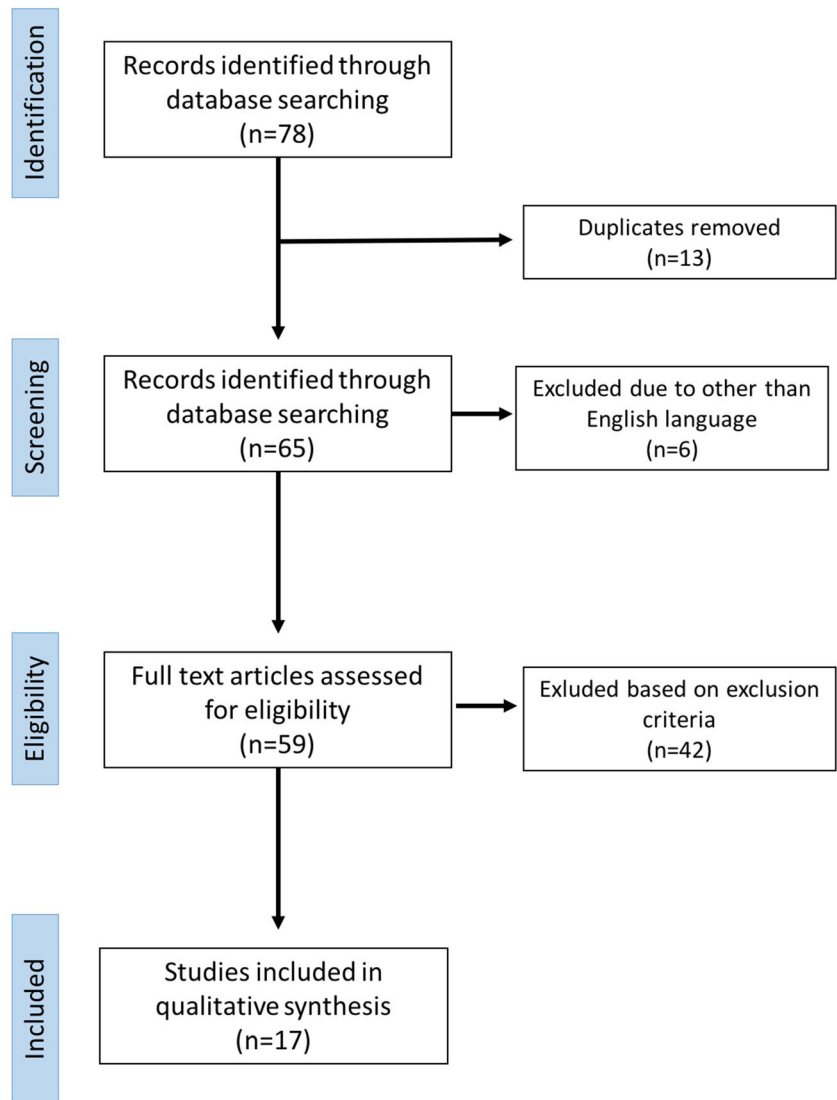 Identification
Records identified through
database searching
(n=78)
Duplicates removed
(n=13)
Screening
Records identified through
database searching
(n=65)
Excluded due to other than
English language
(n=6)
Eligibility
Full text articles assessed
for eligibility
(n=59)
Exluded based on exclusion
criteria
(n=42)
Included
Studies included in
qualitative synthesis
(n=17)